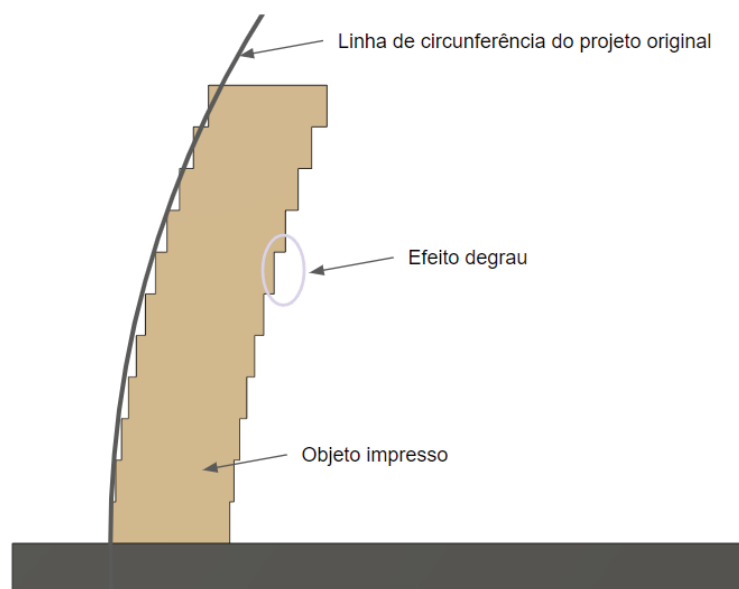 Linha de circunferência do projeto original
Efeito degrau
Objeto impresso